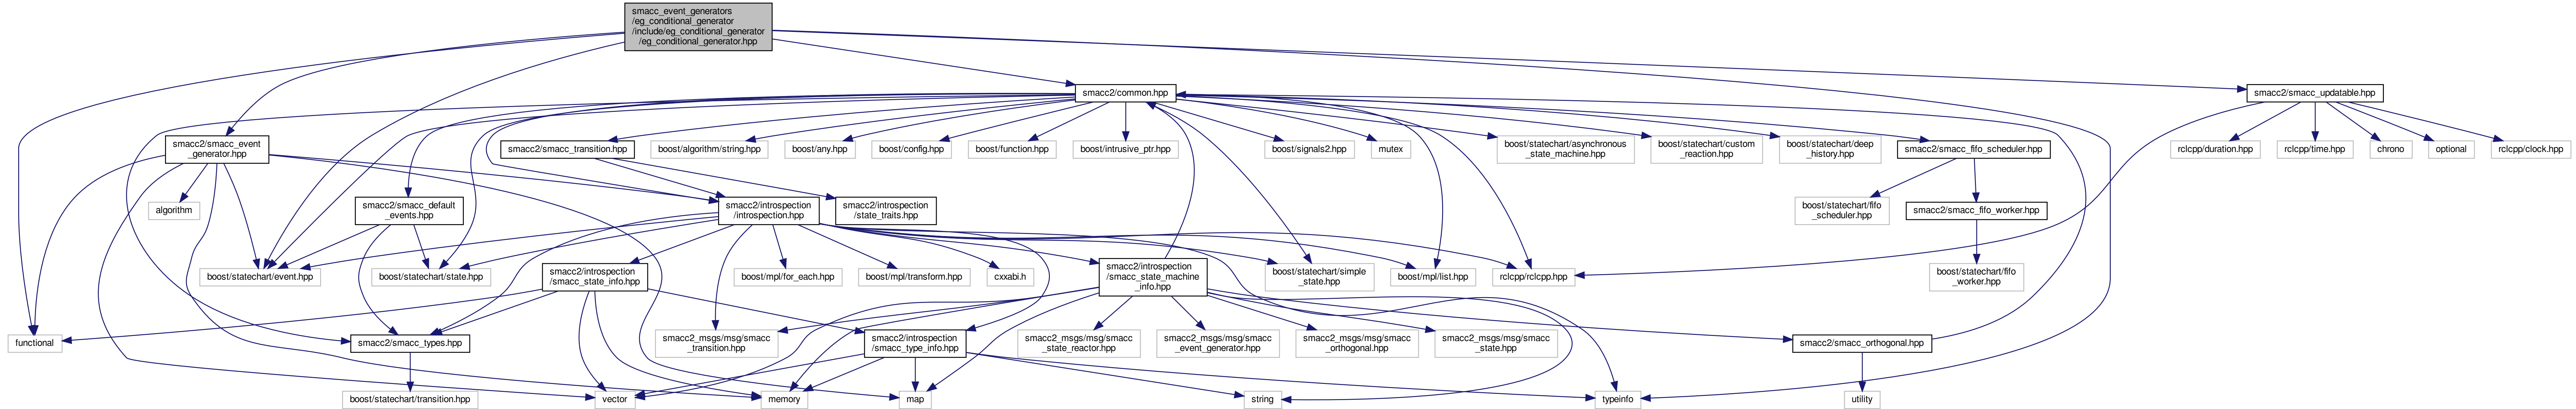 smacc_event_generators
/eg_conditional_generator
/include/eg_conditional_generator
/eg_conditional_generator.hpp
smacc2/common.hpp
smacc2/smacc_updatable.hpp
smacc2/smacc_event
_generator.hpp
smacc2/smacc_transition.hpp
boost/algorithm/string.hpp
boost/any.hpp
boost/config.hpp
boost/function.hpp
boost/intrusive_ptr.hpp
boost/signals2.hpp
mutex
boost/statechart/asynchronous
_state_machine.hpp
boost/statechart/custom
_reaction.hpp
boost/statechart/deep
_history.hpp
smacc2/smacc_fifo_scheduler.hpp
rclcpp/duration.hpp
rclcpp/time.hpp
chrono
optional
rclcpp/clock.hpp
algorithm
smacc2/smacc_default
_events.hpp
smacc2/introspection
/introspection.hpp
smacc2/introspection
/state_traits.hpp
boost/statechart/fifo
_scheduler.hpp
smacc2/smacc_fifo_worker.hpp
boost/statechart/event.hpp
boost/statechart/state.hpp
smacc2/introspection
/smacc_state_info.hpp
boost/mpl/for_each.hpp
boost/mpl/transform.hpp
cxxabi.h
smacc2/introspection
/smacc_state_machine
_info.hpp
boost/statechart/simple
_state.hpp
boost/mpl/list.hpp
rclcpp/rclcpp.hpp
boost/statechart/fifo
_worker.hpp
functional
smacc2/smacc_types.hpp
smacc2_msgs/msg/smacc
_transition.hpp
smacc2/introspection
/smacc_type_info.hpp
smacc2_msgs/msg/smacc
_state_reactor.hpp
smacc2_msgs/msg/smacc
_event_generator.hpp
smacc2_msgs/msg/smacc
_orthogonal.hpp
smacc2_msgs/msg/smacc
_state.hpp
smacc2/smacc_orthogonal.hpp
boost/statechart/transition.hpp
vector
memory
map
string
typeinfo
utility